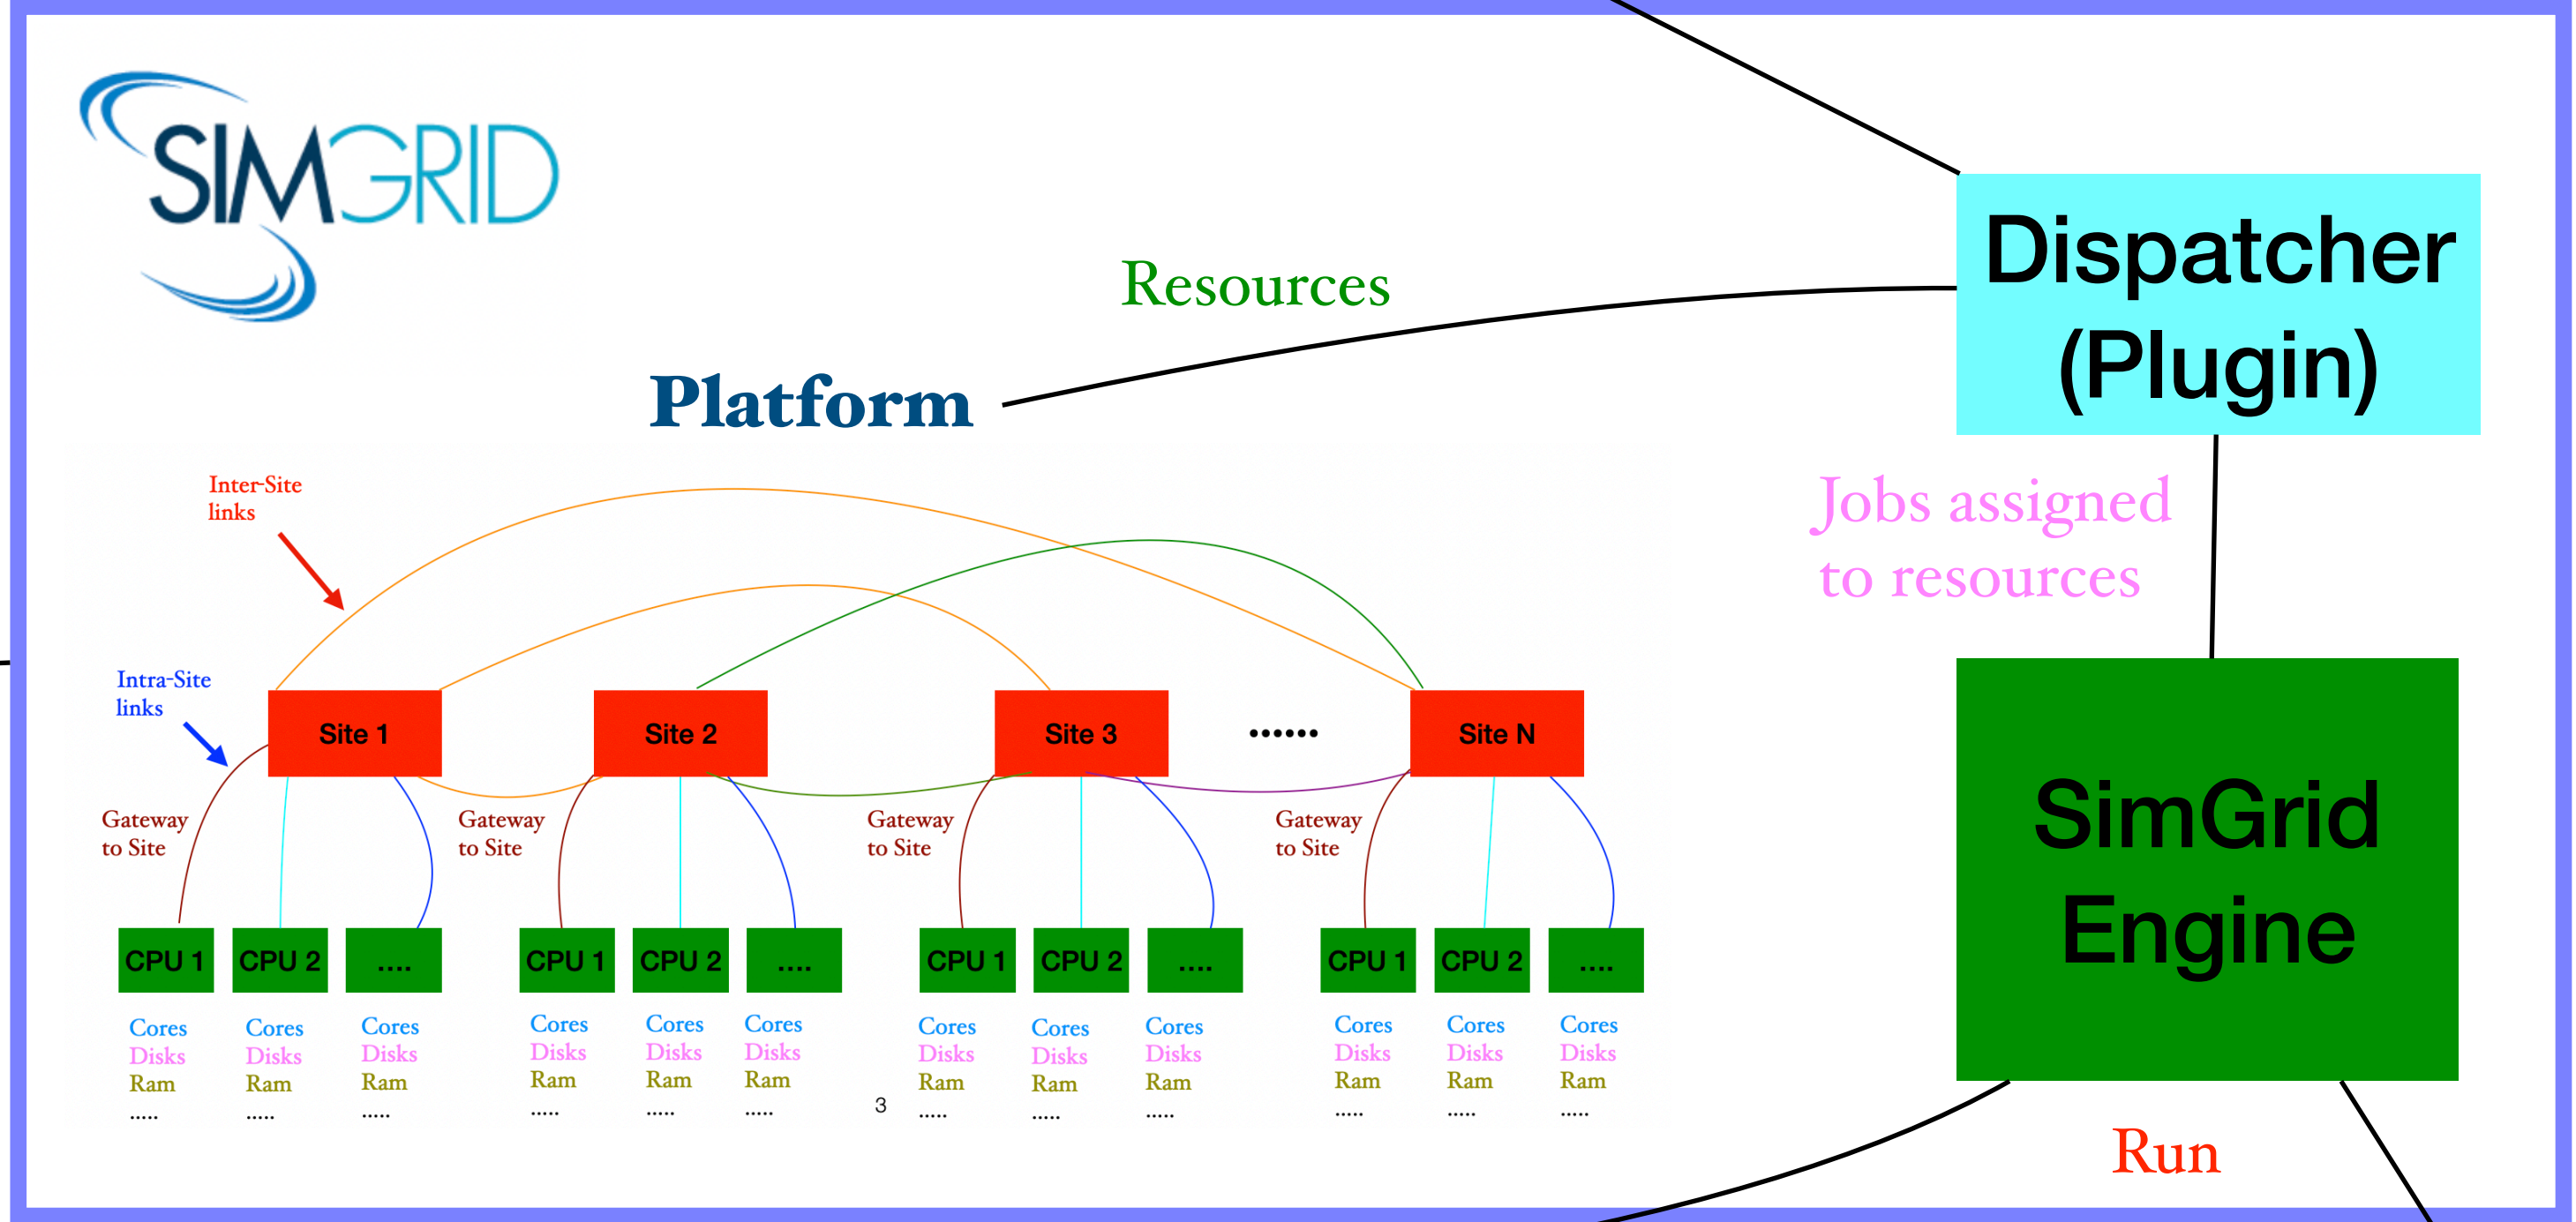 SIMGRID
Dispatcher
(Plugin)
Resources
Platform
Jobs assigned
to resources
Inter-Site
links
Intra-Site
links
Site 1
Site 2
Site 3
......
Site N
Gateway
to Site
Gateway
to Site
Gateway
to Site
Gateway
to Site
SimGrid
Engine
CPU 1
CPU 2
....
CPU 1
CPU 2
....
CPU 1
CPU 2
....
CPU 1
CPU 2
....
Cores
Disks
Ram
.....
Cores
Disks
Ram
.....
Cores
Disks
Ram
.....
Cores
Disks
Ram
.....
Cores
Disks
Ram
.....
Cores
Disks
Ram
.....
3
Cores
Disks
Ram
.....
Cores
Disks
Ram
.....
Cores
Disks
Ram
.....
Cores
Disks
Ram
.....
Cores
Disks
Ram
.....
Cores
Disks
Ram
.....
Run